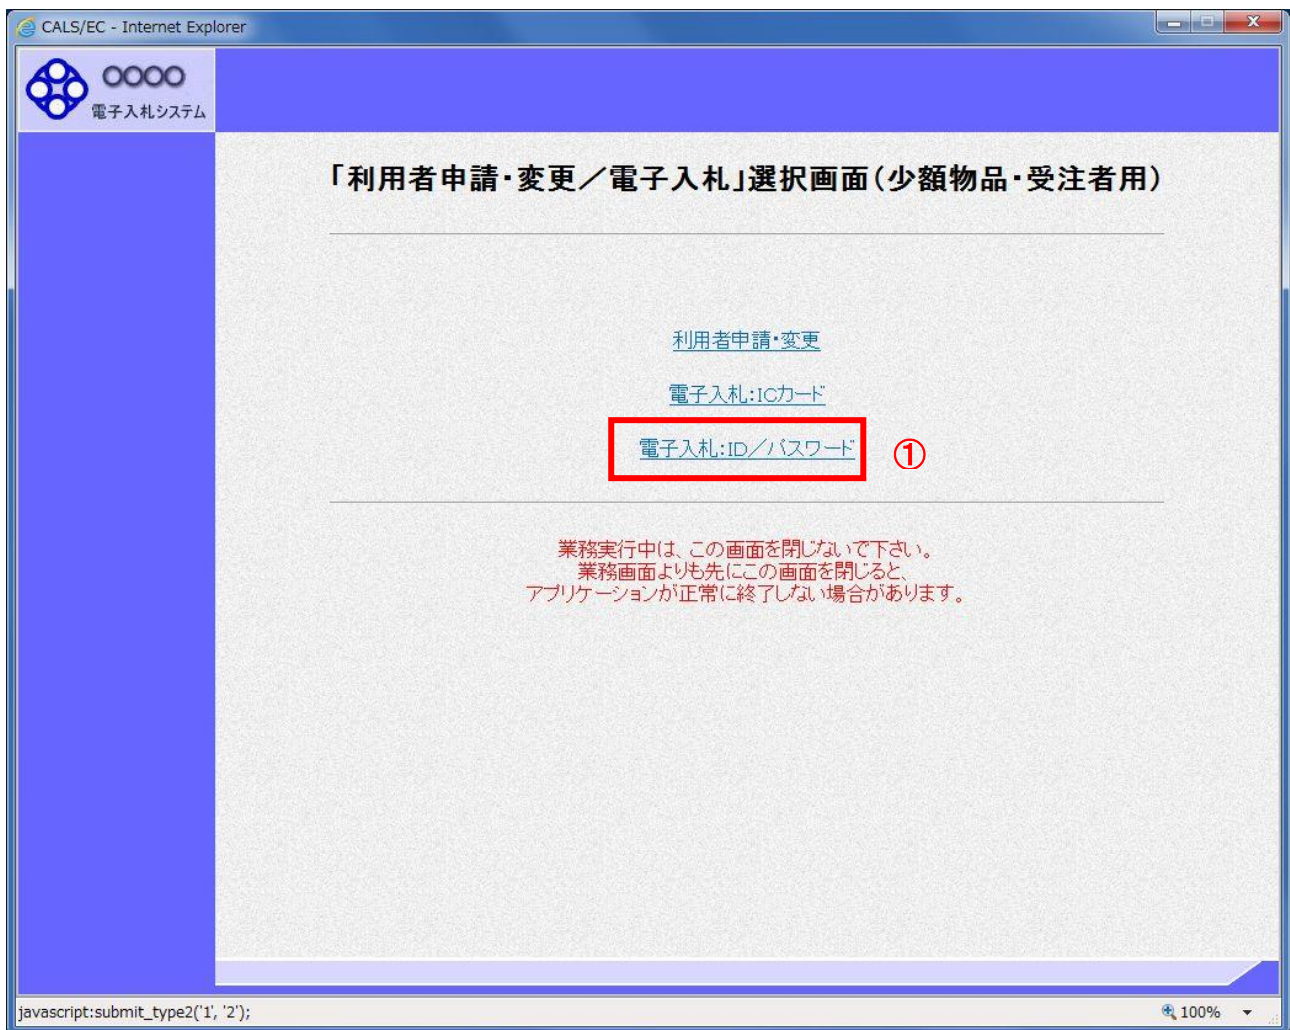 CALS/EC - Internet Explorer
○○○○
電子入札システム
「利用者申請・変更／電子入札」選択画面（少額物品・受注者用）
利用者申請・変更
電子入札：ICカード
電子入札：ID／パスワード
①
業務実行中は、この画面を閉じないで下さい。
業務画面よりも先にこの画面を閉じると、
アプリケーションが正常に終了しない場合があります。
javascript:submit_type2('1', '2');
100%